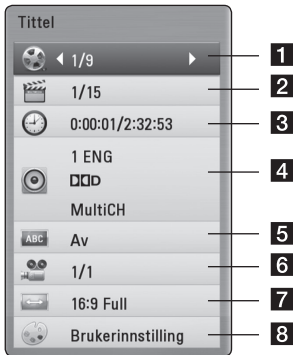 Tittel
1/9 1
1/15 2
0:00:01/2:32:53 3
1 ENG
DD D 4
MultiCH
ABC Av 5
1/1 6
16:9 Full 7
Brukerinnstilling 8